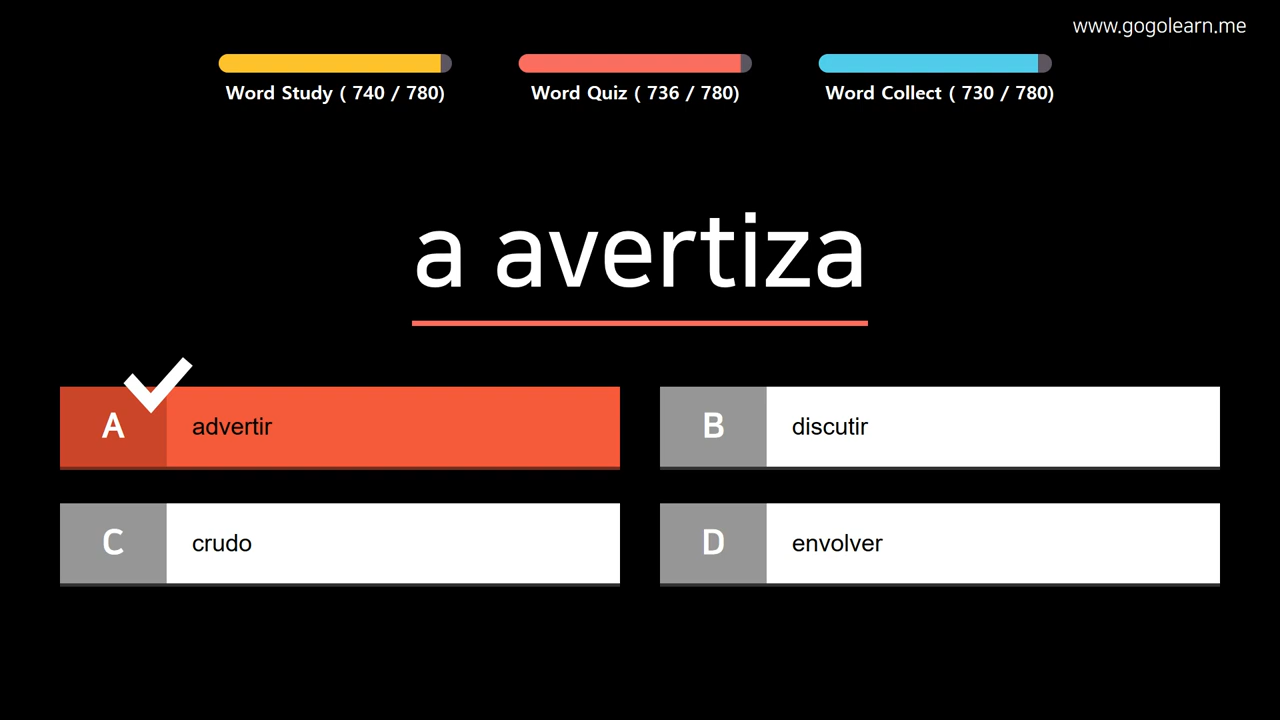 www.gogolearn.me
Word Study ( 740 / 780)
Word Quiz ( 736 / 780)
Word Collect ( 730 / 780)
a avertiza
A advertir
B discutir
C crudo
D envolver